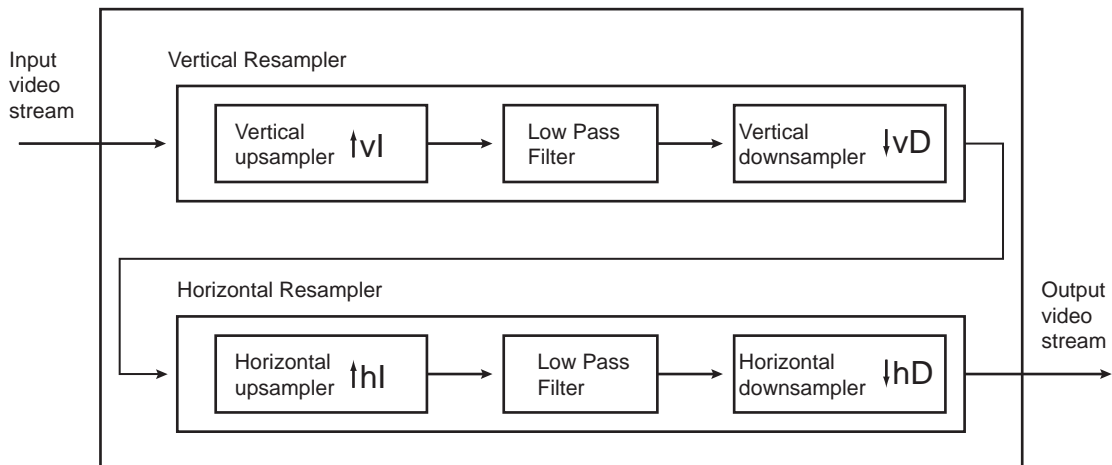 Input
video
stream
Vertical Resampler
Vertical
upsampler
↑vI
Low Pass
Filter
Vertical
downsampler
↓vD
Horizontal Resampler
Horizontal
upsampler
↑hI
Low Pass
Filter
Horizontal
downsampler
↓hD
Output
video
stream